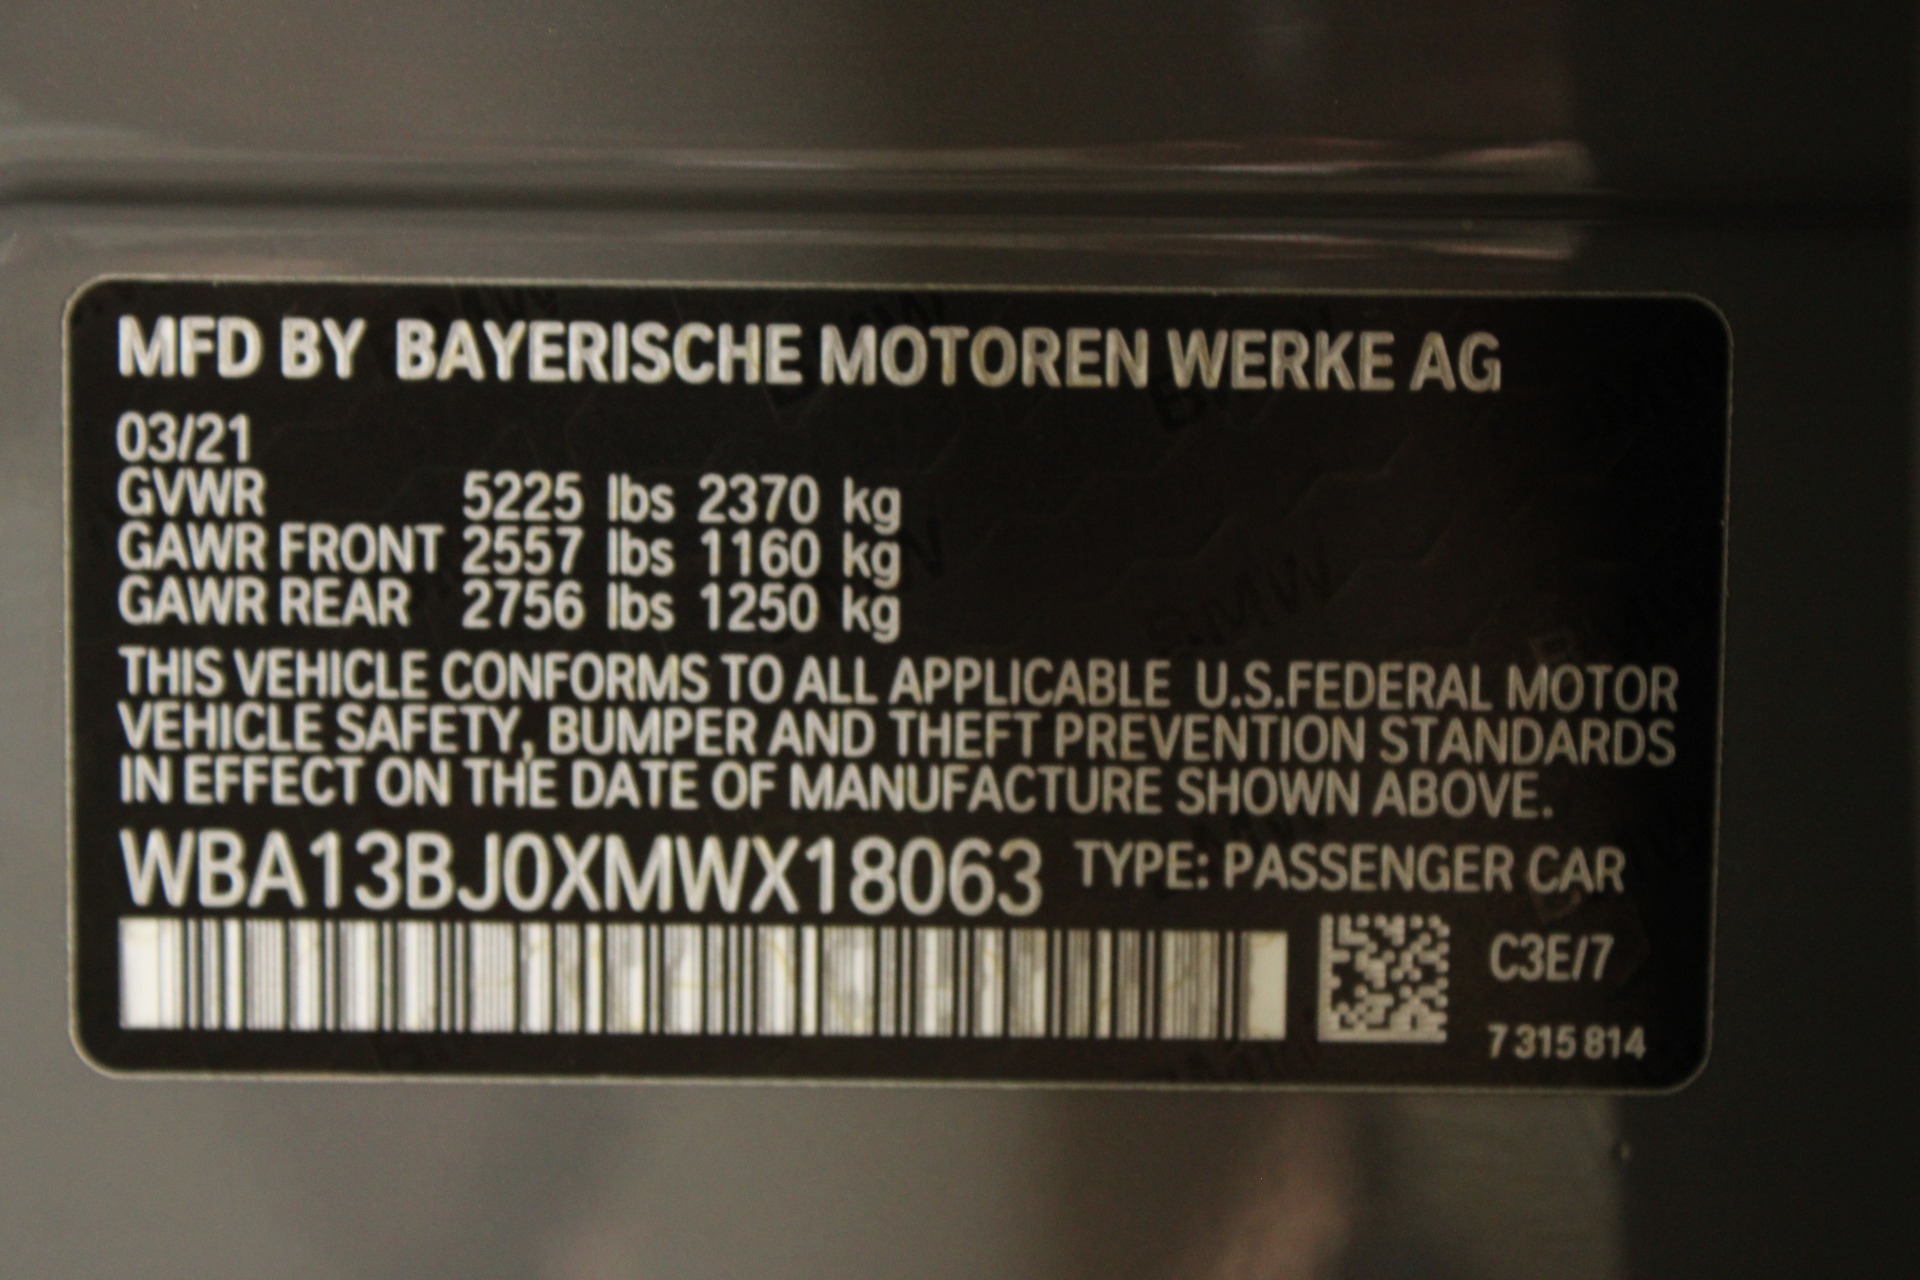 MFD BY BAYERISCHE MOTOREN WERKE AG
03/21
GVWR 5225 lbs 2370 kg
GAWR FRONT 2557 lbs 1160 kg
GAWR REAR 2756 lbs 1250 kg
THIS VEHICLE CONFORMS TO ALL APPLICABLE U.S.FEDERAL MOTOR
VEHICLE SAFETY, BUMPER AND THEFT PREVENTION STANDARDS
IN EFFECT ON THE DATE OF MANUFACTURE SHOWN ABOVE.
WBA13BJ0XMWX18063 TYPE: PASSENGER CAR
C3E/7
7 315 814